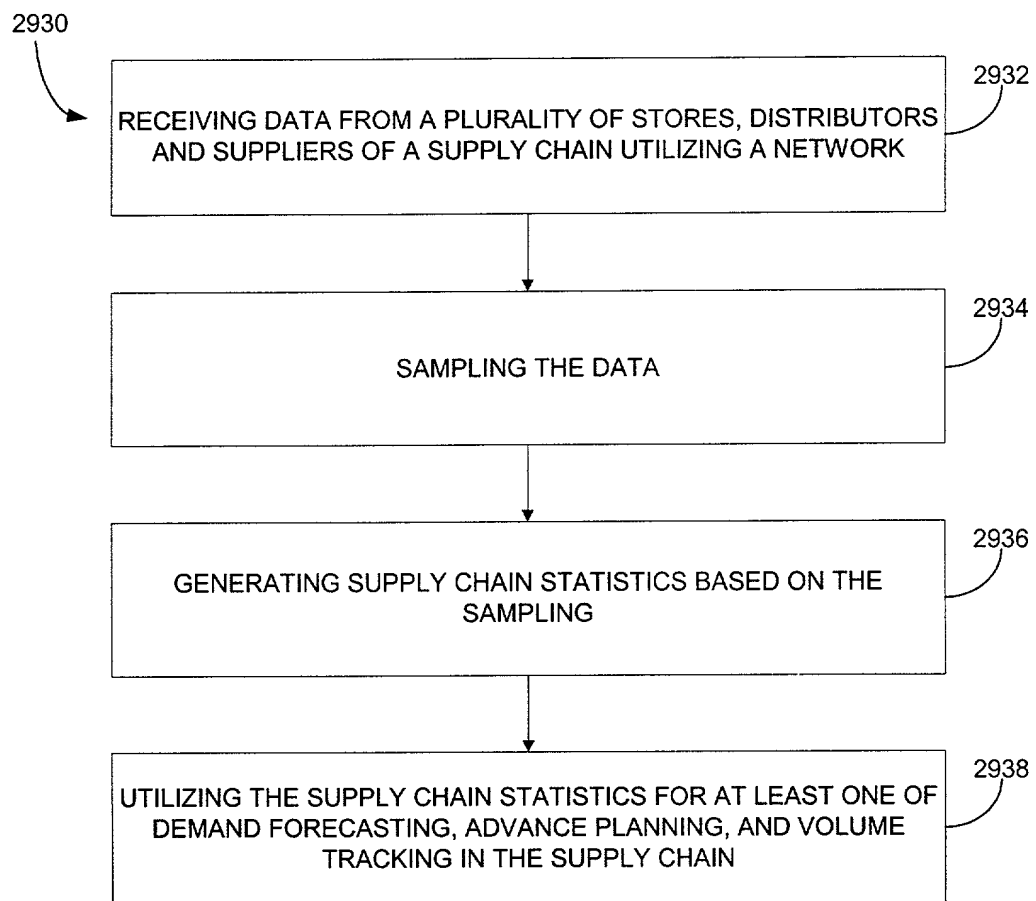 2930
2932
RECEIVING DATA FROM A PLURALITY OF STORES, DISTRIBUTORS
AND SUPPLIERS OF A SUPPLY CHAIN UTILIZING A NETWORK
2934
SAMPLING THE DATA
2936
GENERATING SUPPLY CHAIN STATISTICS BASED ON THE
SAMPLING
2938
UTILIZING THE SUPPLY CHAIN STATISTICS FOR AT LEAST ONE OF
DEMAND FORECASTING, ADVANCE PLANNING, AND VOLUME
TRACKING IN THE SUPPLY CHAIN